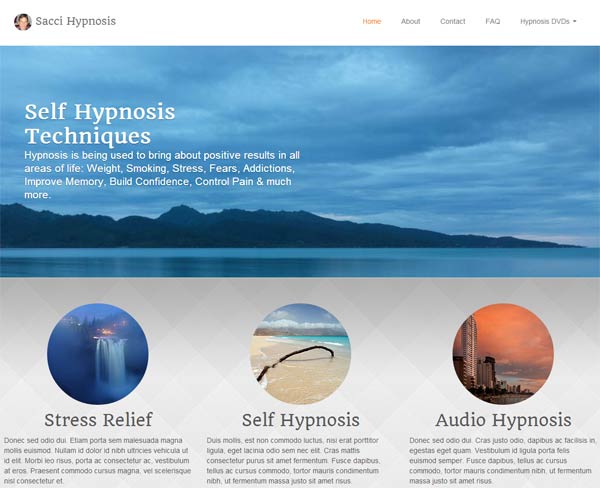 Sacci Hypnosis
Home About Contact FAQ Hypnosis DVDs
Self Hypnosis
Techniques
Hypnosis is being used to bring about positive results in all
areas of life: Weight, Smoking, Stress, Fears, Addictions,
Improve Memory, Build Confidence, Control Pain & much
more.
Stress Relief
Donec sed odio dui. Etiam porta sem malesuada magna
mollis euismod. Nullam id dolor id nibh ultricies vehicula ut
id elit. Morbi leo risus, porta ac consectetur ac, vestibulum
at eros. Praesent commodo cursus magna, vel scelerisque
nisl consectetur et.
Self Hypnosis
Duis mollis, est non commodo luctus, nisi erat porttitor
ligula, eget lacinia odio sem nec elit. Cras mattis
consectetur purus sit amet fermentum. Fusce dapibus,
tellus ac cursus commodo, tortor mauris condimentum
nibh, ut fermentum massa justo sit amet.
Audio Hypnosis
Donec sed odio dui. Cras justo odio, dapibus ac facilisis in,
egestas eget quam. Vestibulum id ligula porta felis
euismod semper. Fusce dapibus, tellus ac cursus
commodo, tortor mauris condimentum nibh, ut
fermentum massa justo sit amet.